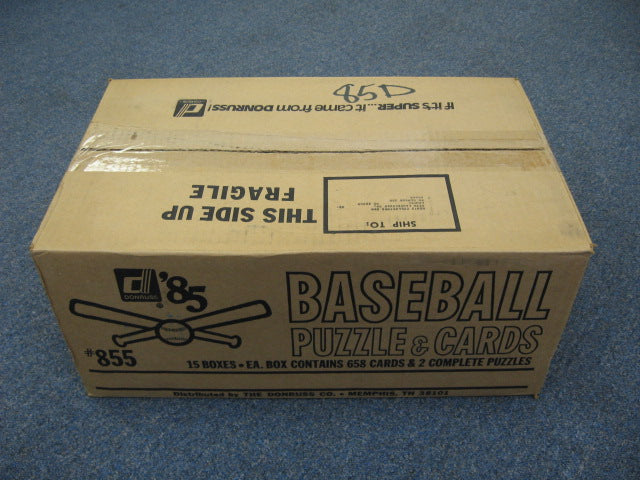 85D
IF it's SUPER...it came from DONRUSS!
THIS SIDE UP
FRAGILE
SHIP TO:
DONRUSS
'85
BASEBALL
PUZZLE & CARDS
#855
15 BOXES • EA. BOX CONTAINS 658 CARDS & 2 COMPLETE PUZZLES
Distributed by THE DONRUSS CO. • MEMPHIS, TN 38101